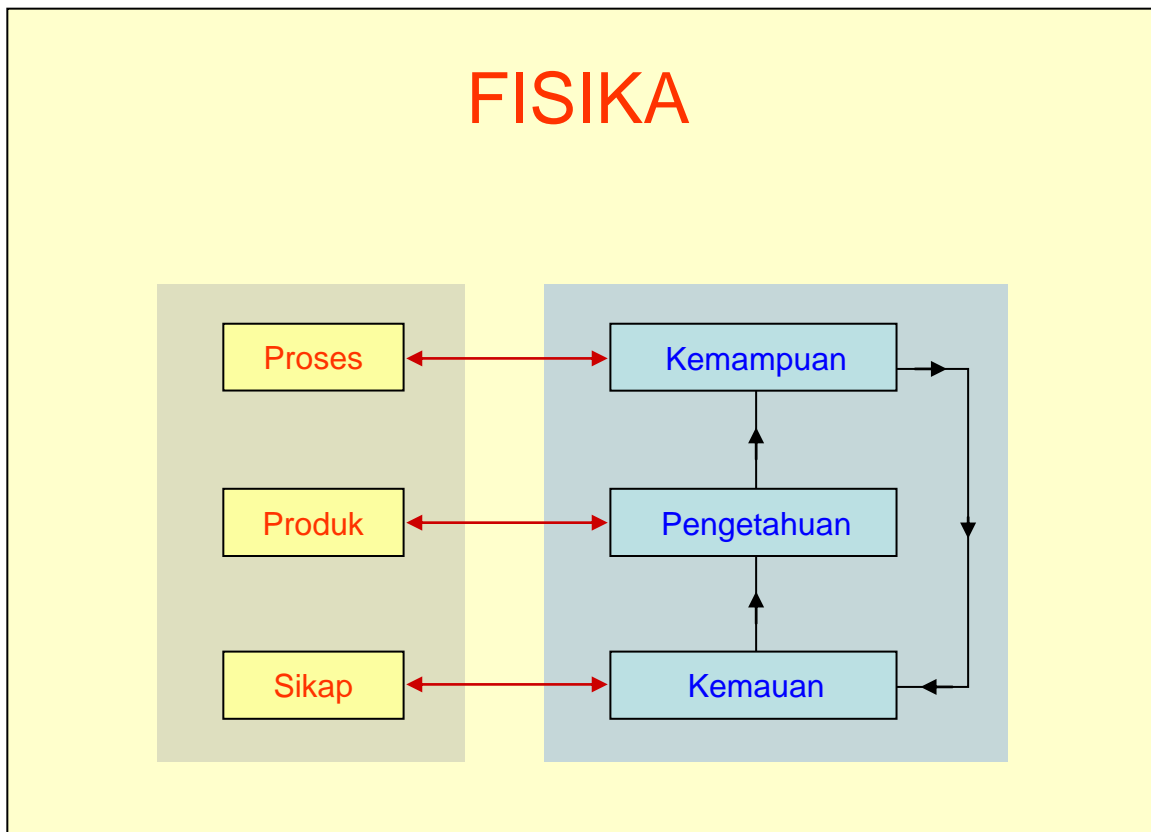 FISIKA
Proses
Kemampuan
Produk
Pengetahuan
Sikap
Kemauan